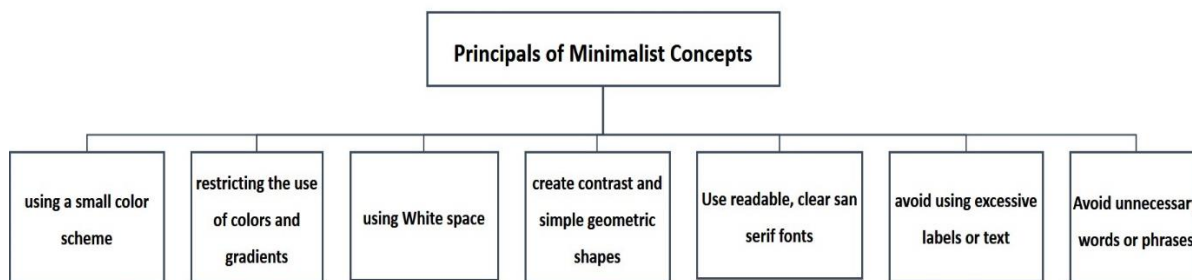 Principals of Minimalist Concepts
using a small color
scheme
restricting the use
of colors and
gradients
using White space
create contrast and
simple geometric
shapes
Use readable, clear san
serif fonts
avoid using excessive
labels or text
Avoid unnecessar
words or phrases